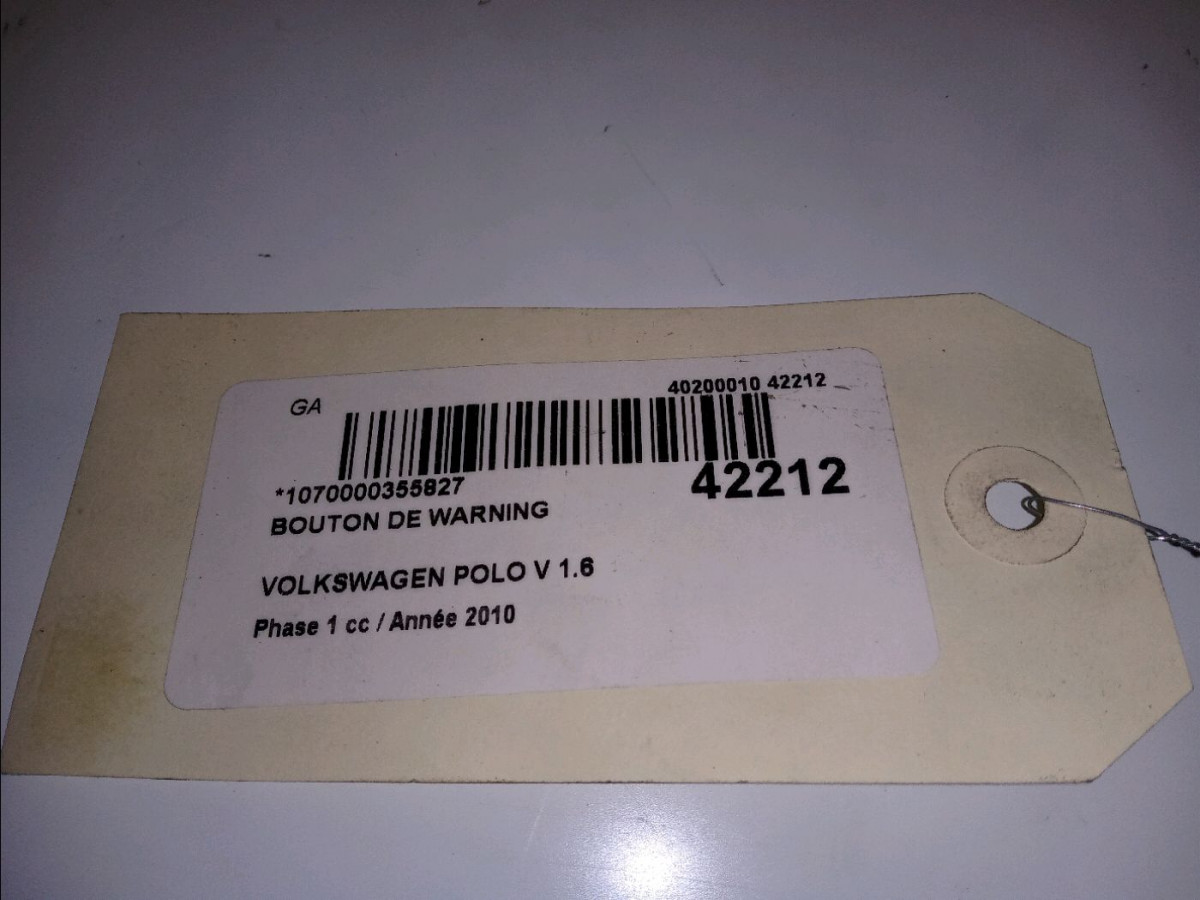 GA
40200010 42212
*1070000355827
42212
BOUTON DE WARNING
VOLKSWAGEN POLO V 1.6
Phase 1 cc / Année 2010